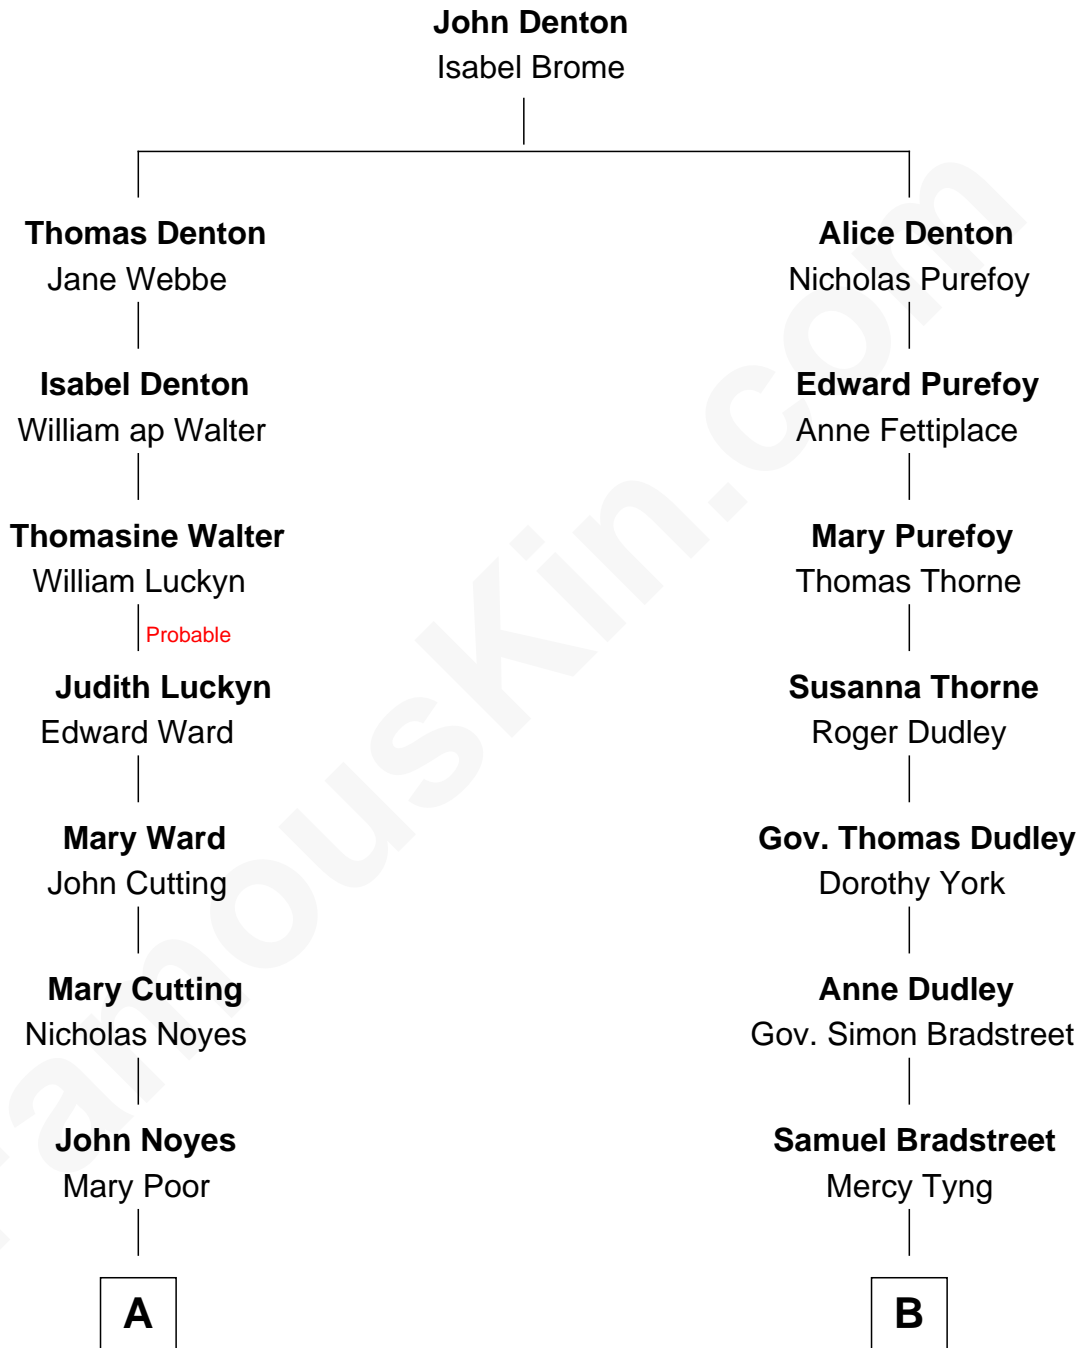 John Denton
Isabel Brome
Thomas Denton
Jane Webbe
Alice Denton
Nicholas Purefoy
Isabel Denton
William ap Walter
Edward Purefoy
Anne Fettiplace
Thomasine Walter
William Luckyn
Mary Purefoy
Thomas Thorne
Probable
Judith Luckyn
Edward Ward
Susanna Thorne
Roger Dudley
Mary Ward
John Cutting
Gov. Thomas Dudley
Dorothy York
Mary Cutting
Nicholas Noyes
Anne Dudley
Gov. Simon Bradstreet
John Noyes
Mary Poor
Samuel Bradstreet
Mercy Tyng
A
B
FamousKin.com